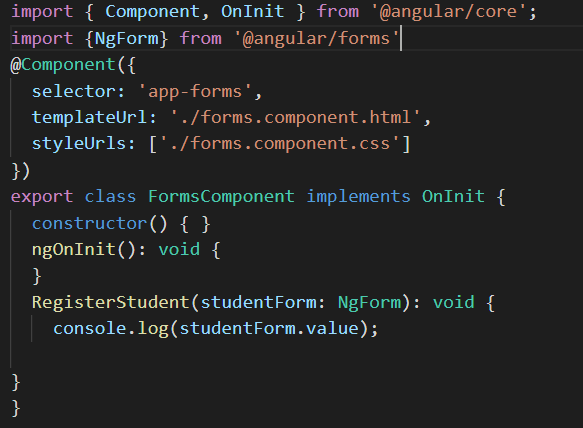 import { Component, OnInit } from '@angular/core';
import {NgForm} from '@angular/forms'
@Component({
  selector: 'app-forms',
  templateUrl: './forms.component.html',
  styleUrls: ['./forms.component.css']
})
export class FormsComponent implements OnInit {
  constructor() { }
  ngOnInit(): void {
  }
  RegisterStudent(studentForm: NgForm): void {
    console.log(studentForm.value);

}
}